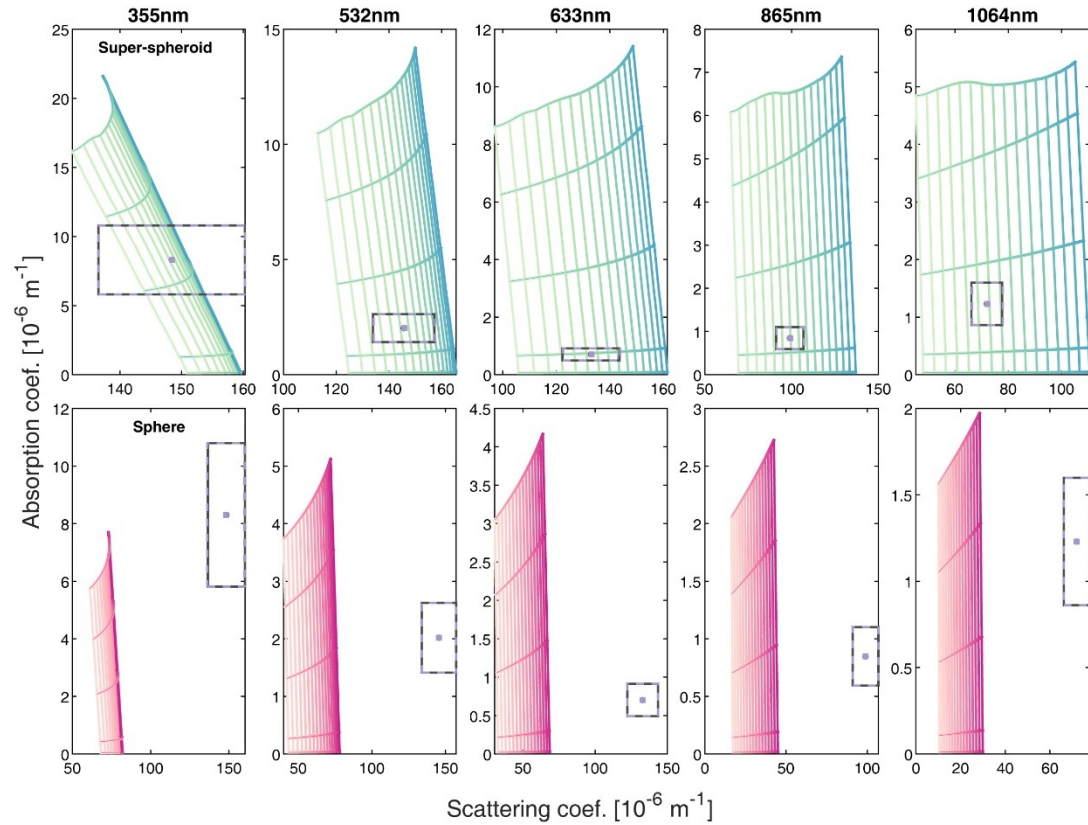 355nm 532nm 633nm 865nm 1064nm
Super-spheroid
25 20 15 10 5 0
140 150 160
15 10 5 0
100 120 140 160
12 10 8 6 4 2 0
100 120 140 160
8 7 6 5 4 3 2 1 0
50 100 150
6 5 4 3 2 1 0
60 80 100
Absorption coef. [10⁻⁶ m⁻¹]
Sphere
12 10 8 6 4 2 0
50 100 150
6 5 4 3 2 1 0
50 100 150
4.5 4 3.5 3 2.5 2 1.5 1 0.5 0
50 100 150
3 2.5 2 1.5 1 0.5 0
0 50 100
2 1.5 1 0.5 0
0 20 40 60
Scattering coef. [10⁻⁶ m⁻¹]